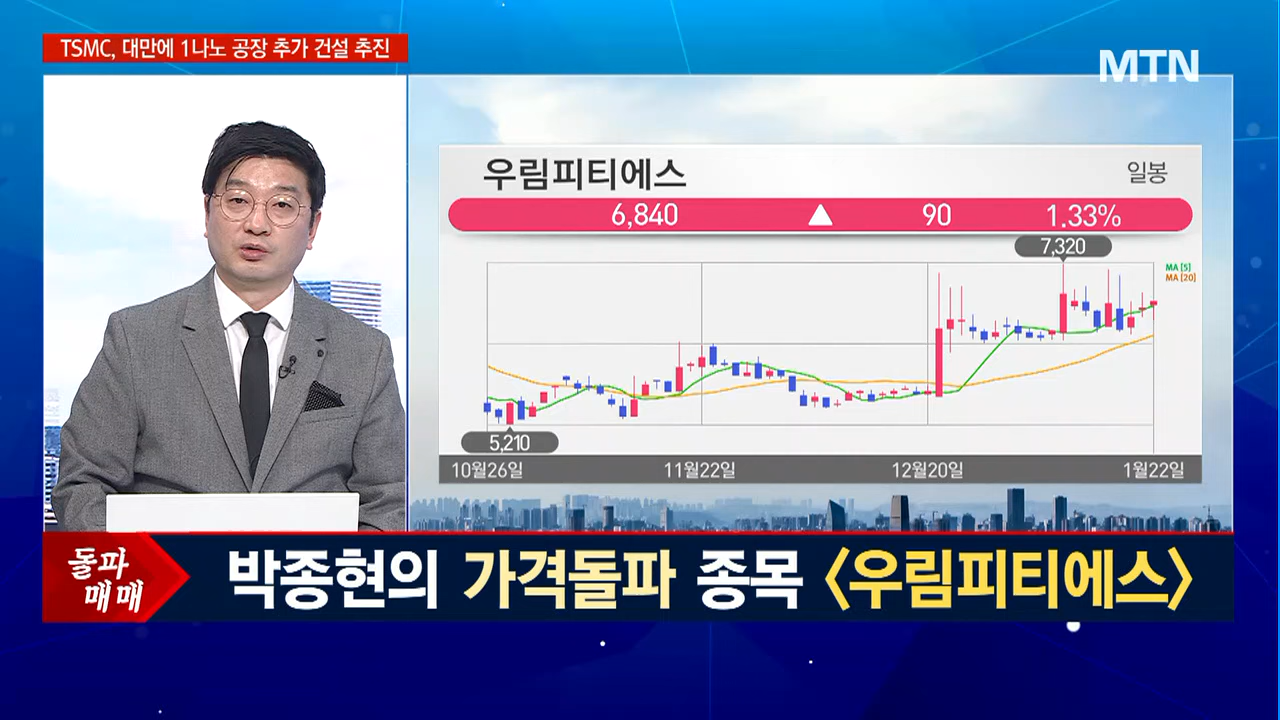 TSMC, 대만에 1나노 공장 추가 건설 추진
MTN
우림피티에스
일봉
6,840 ▲ 90 1.33%
7,320
MA [5]
MA [20]
5,210
10월26일 11월22일 12월20일 1월22일
돌파
매매
박종현의 가격돌파 종목 〈우림피티에스〉